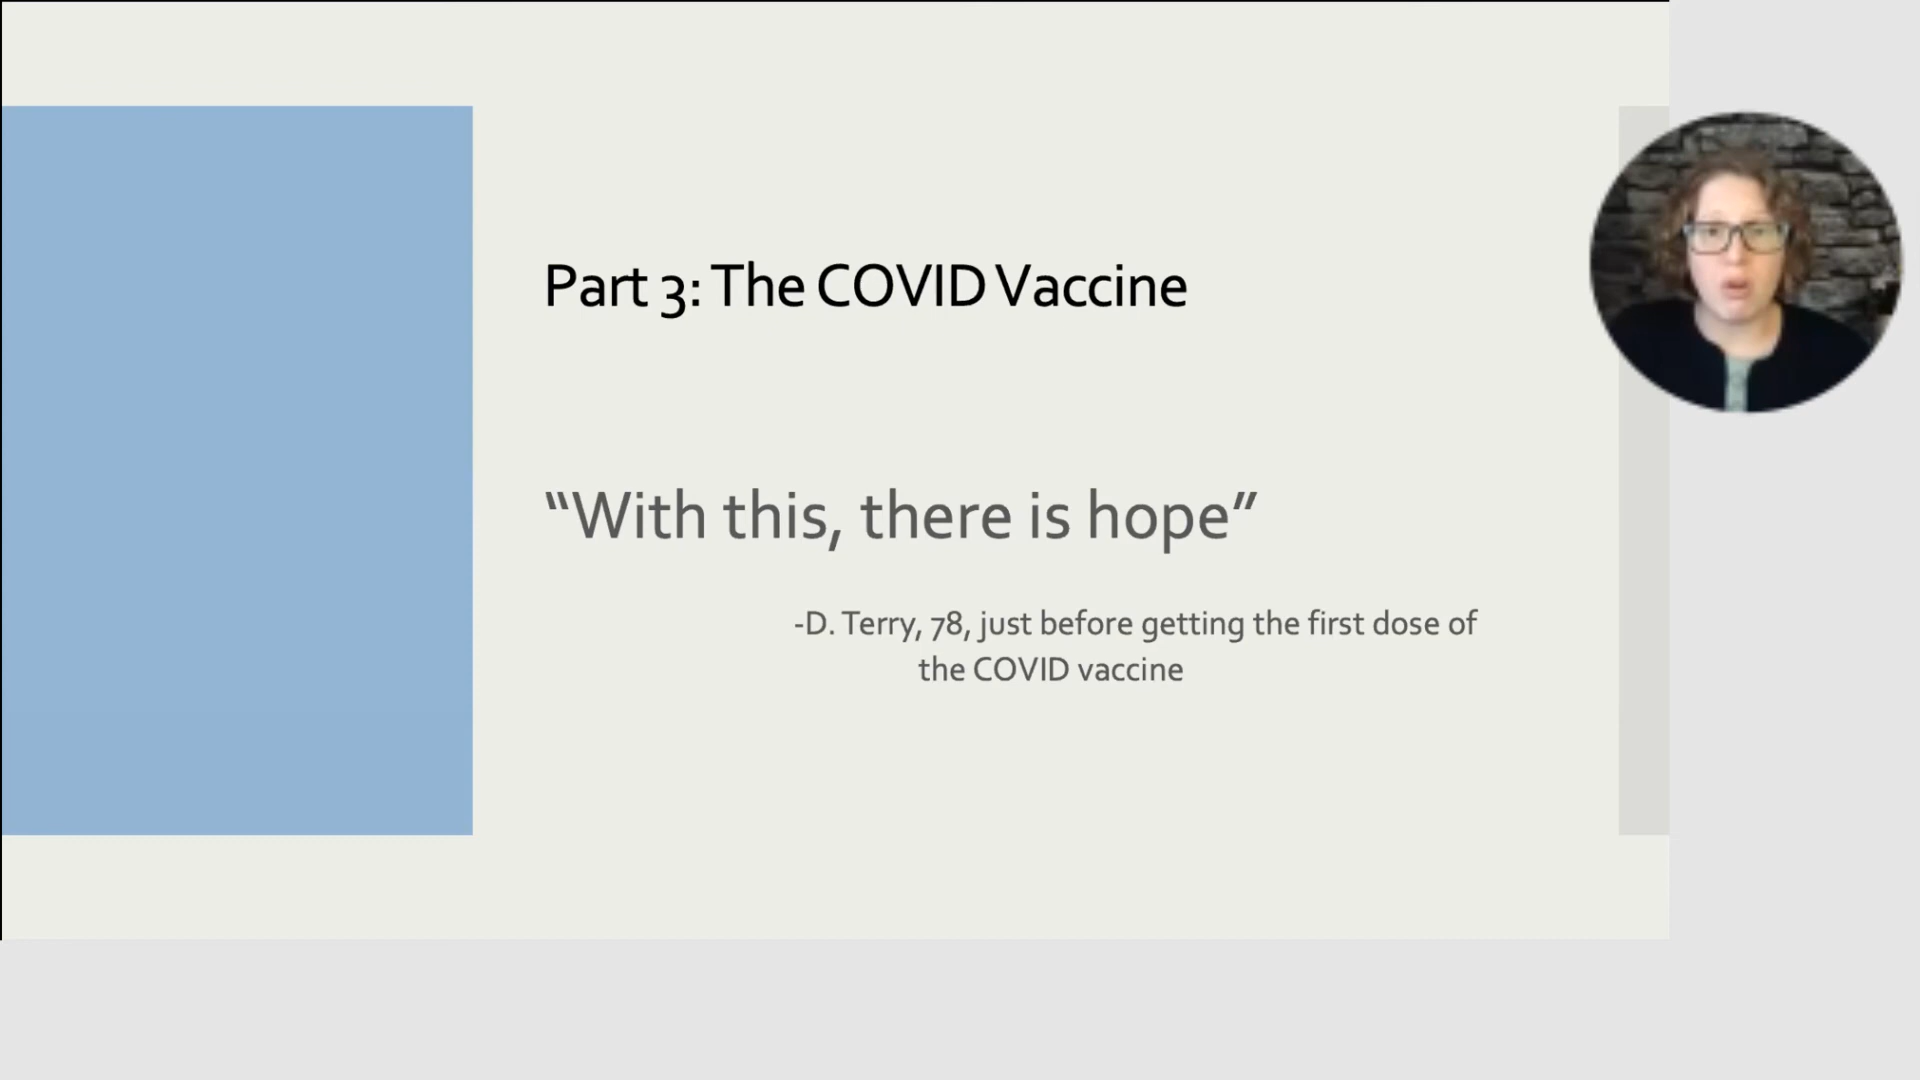 Part 3: The COVID Vaccine
“With this, there is hope”
-D. Terry, 78, just before getting the first dose of
the COVID vaccine